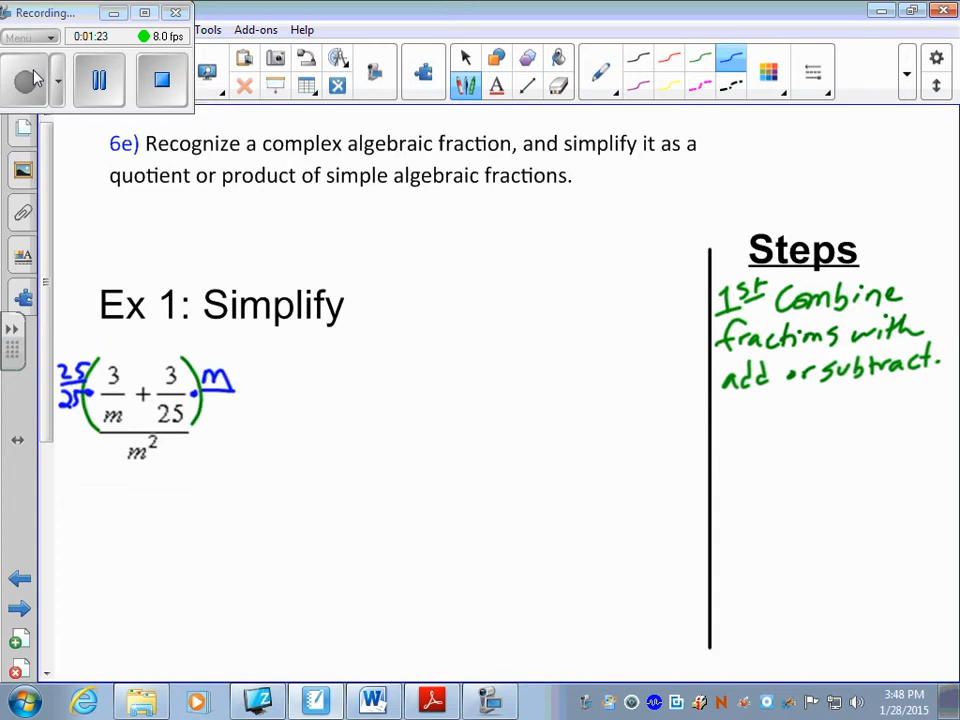 Recording...
Menu
0:01:23
8.0 fps
Tools Add-ons Help
6e) Recognize a complex algebraic fraction, and simplify it as a
quotient or product of simple algebraic fractions.
Steps
1st Combine
fractions with
add or subtract.
Ex 1: Simplify
25/25 · (3/m + 3/25) · m
m²
3:48 PM
1/28/2015